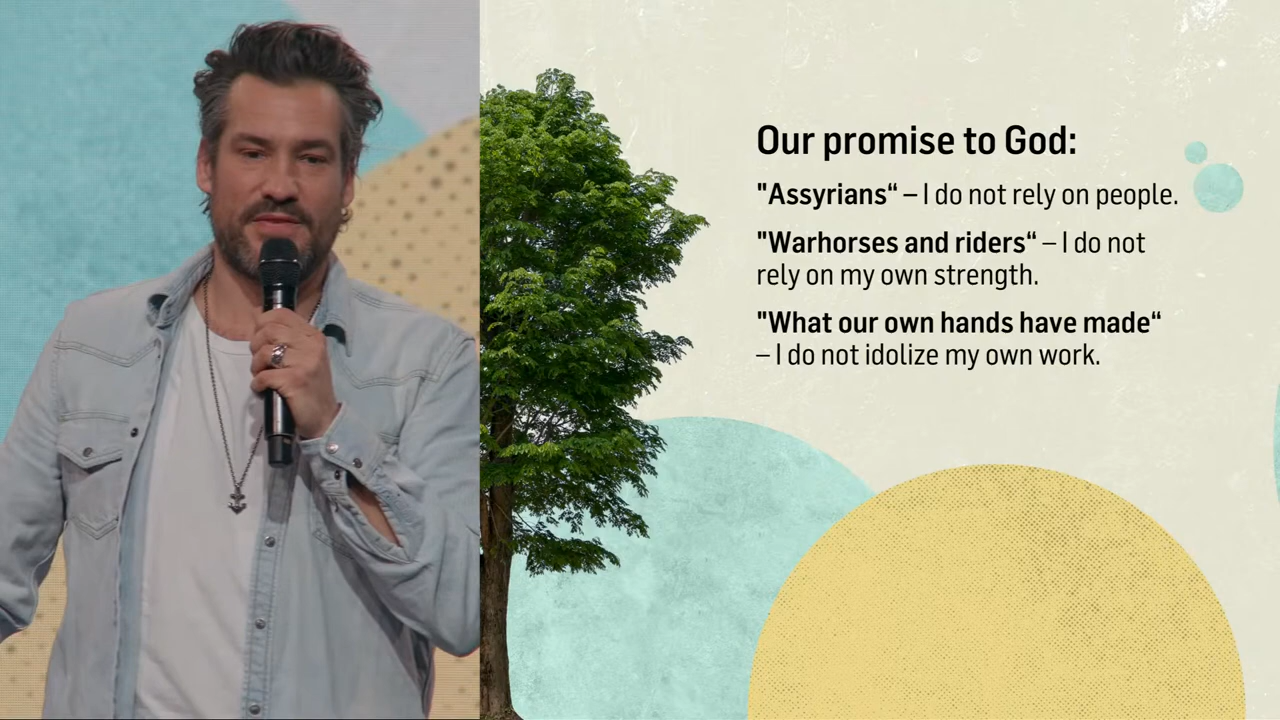 Our promise to God:
"Assyrians“ – I do not rely on people.
"Warhorses and riders“ – I do not
rely on my own strength.
"What our own hands have made“
– I do not idolize my own work.